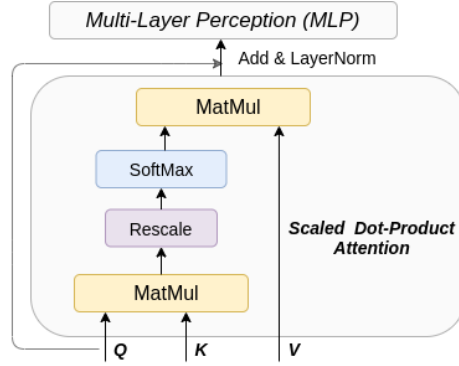 Multi-Layer Perception (MLP)
Add & LayerNorm
MatMul
SoftMax
Rescale
Scaled Dot-Product
Attention
MatMul
Q
K
V